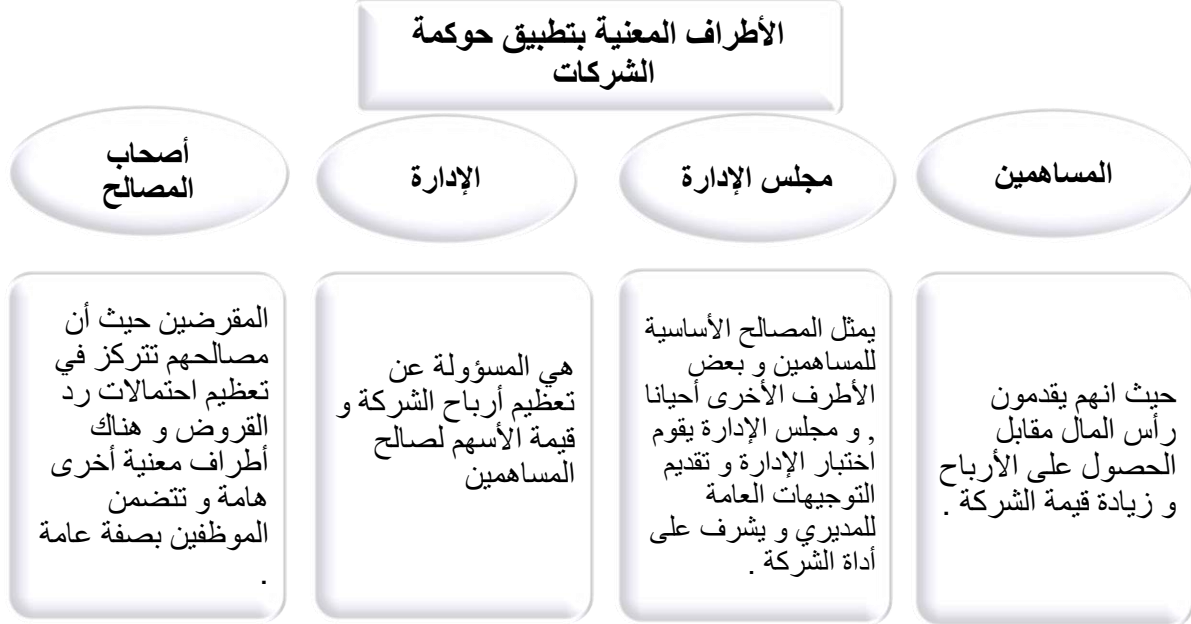 الأطراف المعنية بتطبيق حوكمة
الشركات
المساهمين
مجلس الإدارة
الإدارة
أصحاب
المصالح
حيث انهم يقدمون
رأس المال مقابل
الحصول على الأرباح
و زيادة قيمة الشركة .
يمثل المصالح الأساسية
للمساهمين و بعض
الأطرف الأخرى أحيانا
, و مجلس الإدارة يقوم
اختبار الإدارة و تقديم
التوجيهات العامة
للمديري و يشرف على
أداة الشركة .
هي المسؤولة عن
تعظيم أرباح الشركة و
قيمة الأسهم لصالح
المساهمين
المقرضين حيث أن
مصالحهم تتركز في
تعظيم احتمالات رد
القروض و هناك
أطراف معنية أخرى
هامة و تتضمن
الموظفين بصفة عامة
.